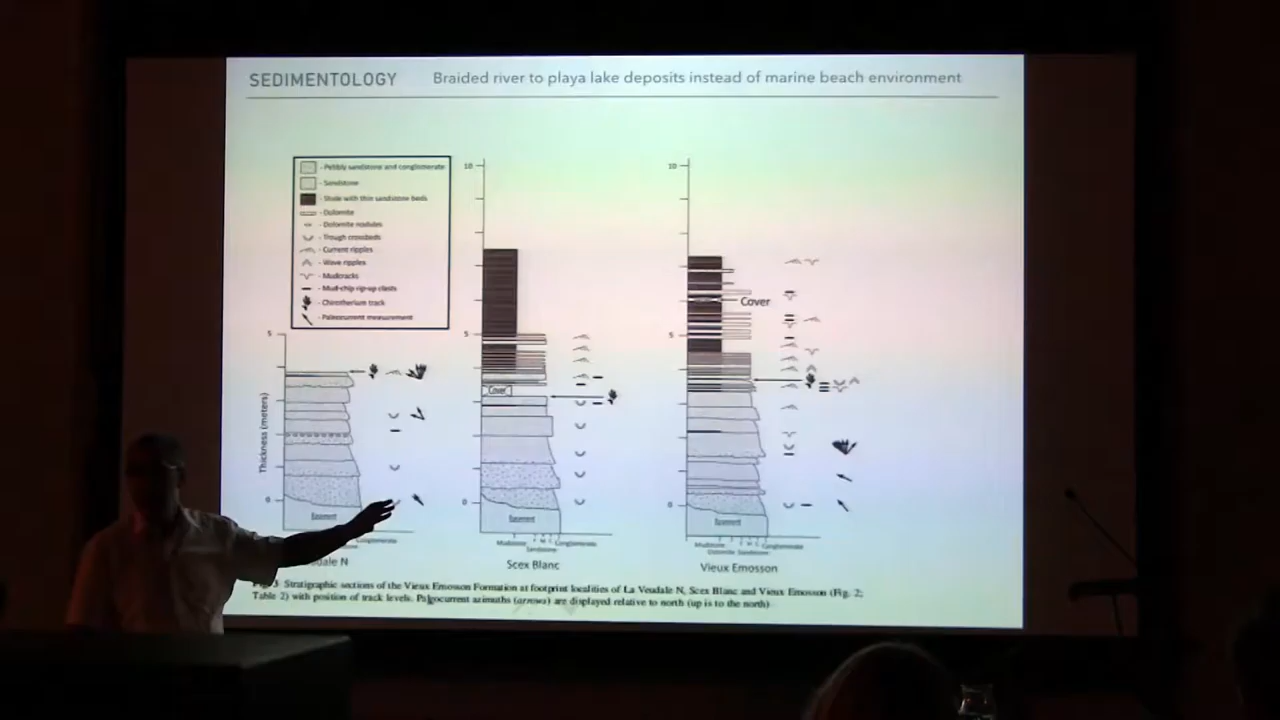 SEDIMENTOLOGY Braided river to playa lake deposits instead of marine beach environment
- Pebbly sandstone and conglomerate
- Sandstone
- Shale with thin sandstone beds
- Dolomite
- Dolomite nodules
- Trough crossbeds
- Current ripples
- Wave ripples
- Mudcracks
- Mud-chip rip-up clasts
- Chirotherium track
- Paleocurrent measurement
Thickness (meters)
5
0
Basement
Conglomerate
dale N
10
5
0
Cover
Basement
Mudstone
Sandstone
Conglomerate
Scex Blanc
10
5
0
Cover
Basement
Mudstone
Dolomite Sandstone
Conglomerate
Vieux Emosson
Fig. 3 Stratigraphic sections of the Vieux Emosson Formation at footprint localities of La Veudale N, Scex Blanc and Vieux Emosson (Fig. 2;
Table 2) with position of track levels. Palaeocurrent azimuths (arrows) are displayed relative to north (up is to the north)